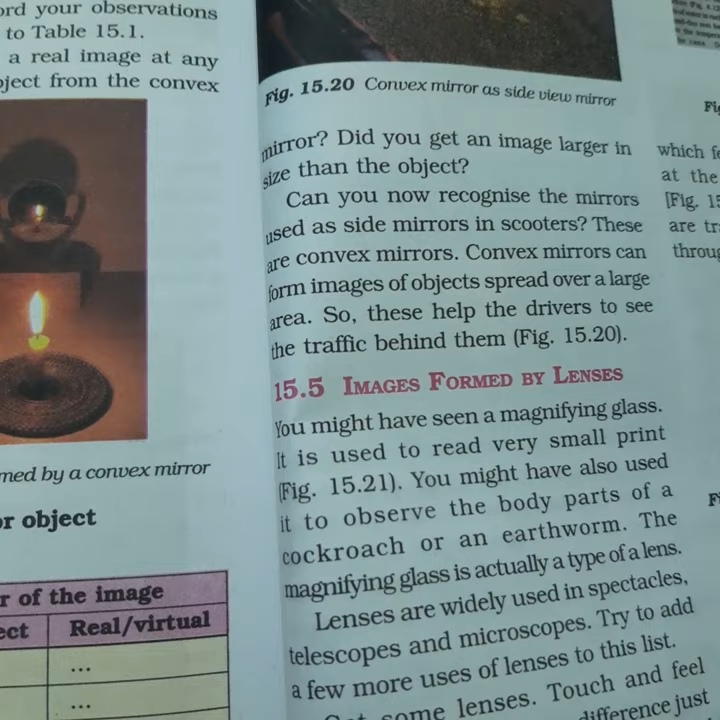 ord your observations
to Table 15.1.
a real image at any
ject from the convex
med by a convex mirror
or object
r of the image
ect Real/virtual
...
...
Fig. 15.20 Convex mirror as side view mirror
mirror? Did you get an image larger in
size than the object?
Can you now recognise the mirrors
used as side mirrors in scooters? These
are convex mirrors. Convex mirrors can
form images of objects spread over a large
area. So, these help the drivers to see
the traffic behind them (Fig. 15.20).
15.5 IMAGES FORMED BY LENSES
You might have seen a magnifying glass.
It is used to read very small print
(Fig. 15.21). You might have also used
it to observe the body parts of a
cockroach or an earthworm. The
magnifying glass is actually a type of a lens.
Lenses are widely used in spectacles,
telescopes and microscopes. Try to add
a few more uses of lenses to this list.
some lenses. Touch and feel
difference just
which fe
at the
[Fig. 15
are tr
throug